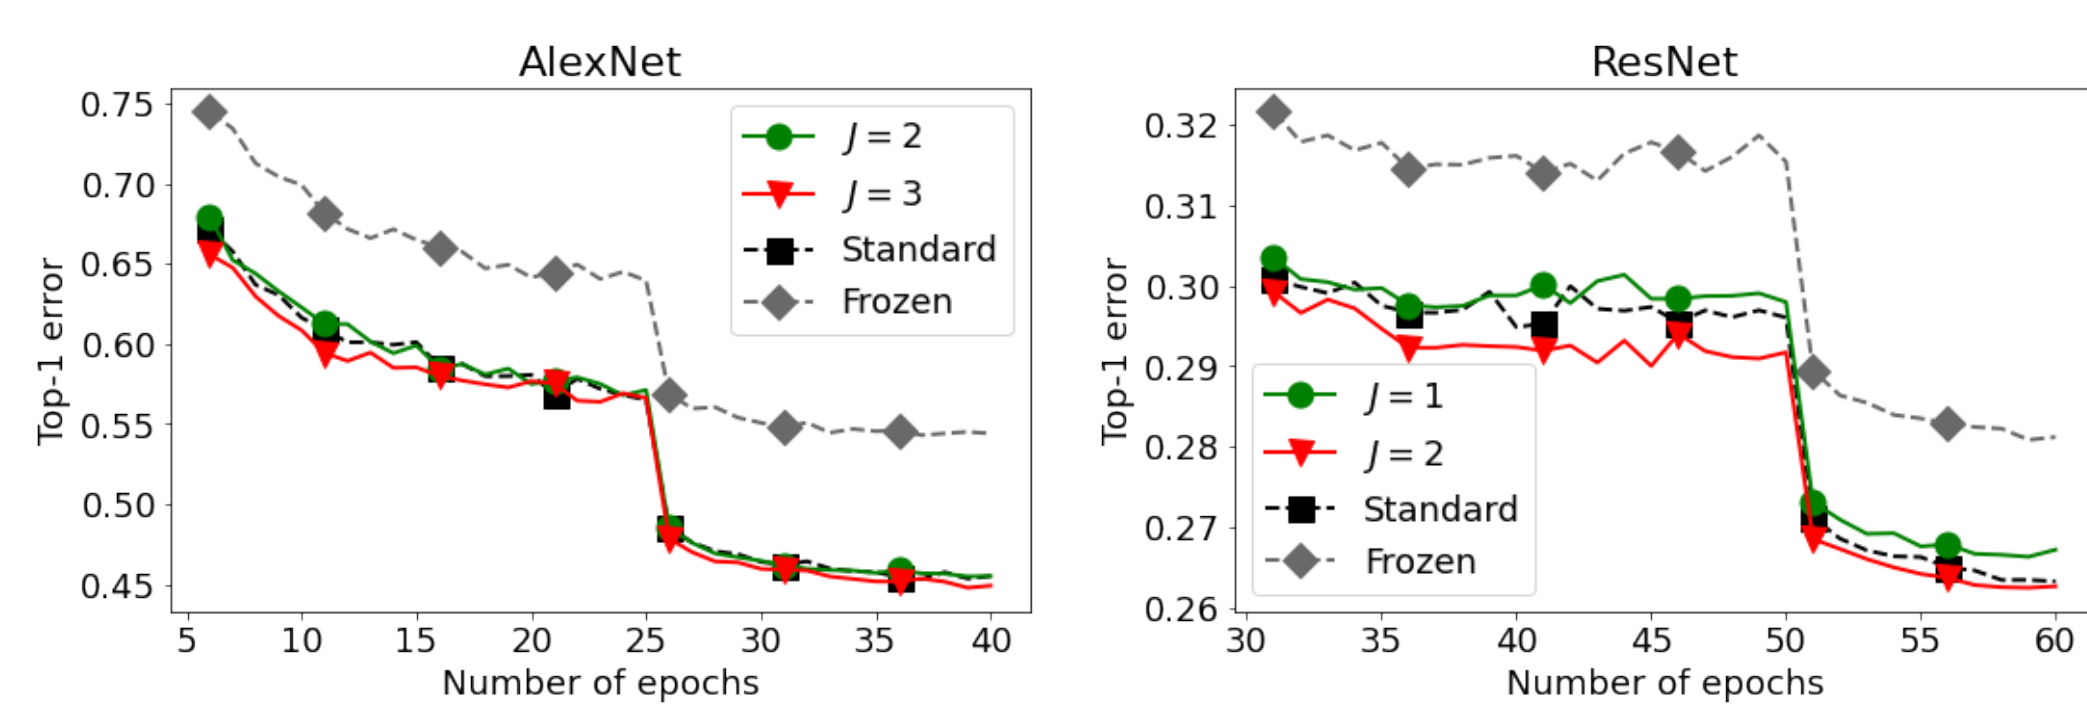 AlexNet
0.75
0.70
0.65
0.60
0.55
0.50
0.45
Top-1 error
J = 2
J = 3
Standard
Frozen
5 10 15 20 25 30 35 40
Number of epochs
ResNet
0.32
0.31
0.30
0.29
0.28
0.27
0.26
Top-1 error
J = 1
J = 2
Standard
Frozen
30 35 40 45 50 55 60
Number of epochs